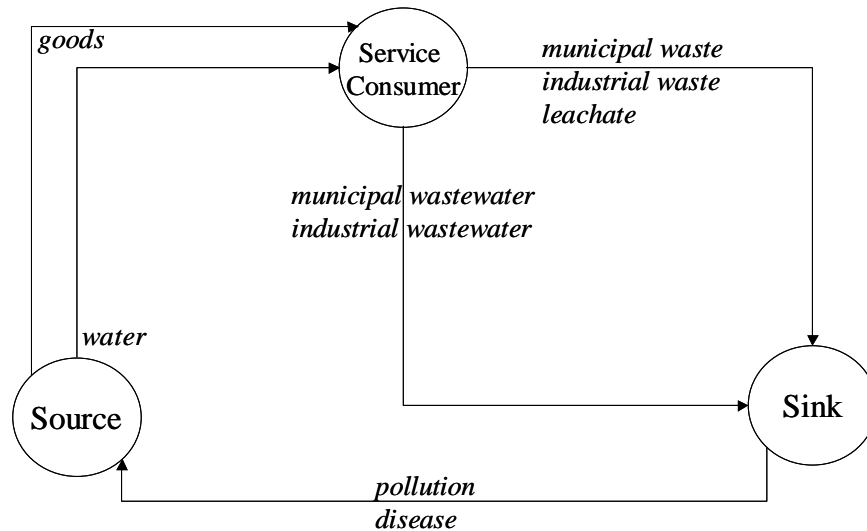 goods
Service
Consumer
municipal waste
industrial waste
leachate
municipal wastewater
industrial wastewater
water
Source
Sink
pollution
disease